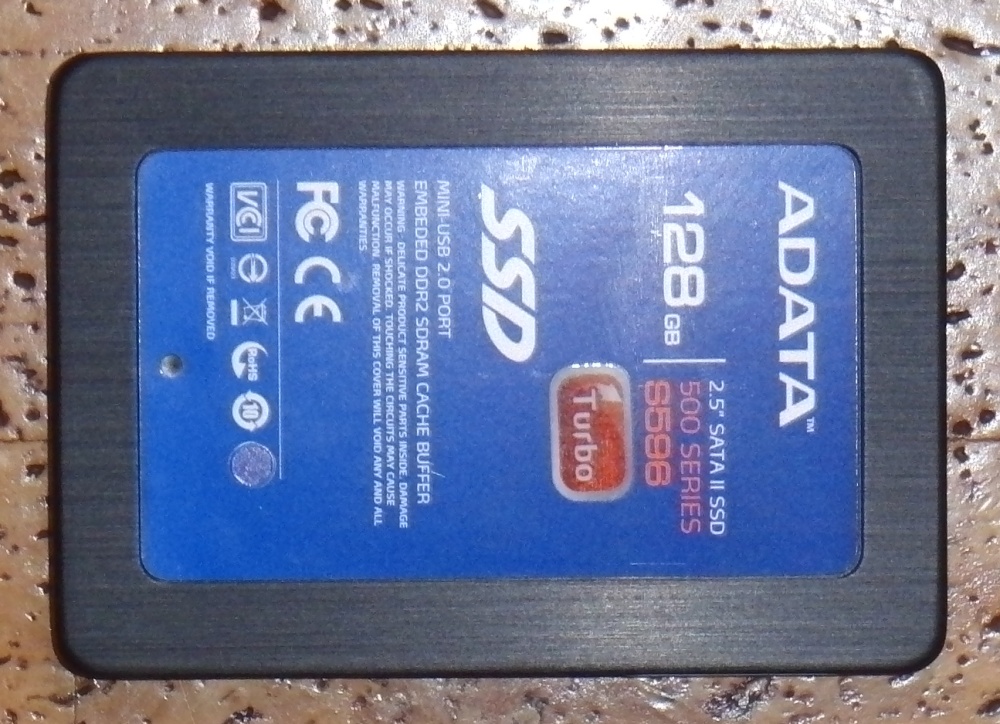 ADATA™
128 GB
2.5" SATA II SSD
500 SERIES
S596
Turbo
SSD
MINI-USB 2.0 PORT
EMBEDED DDR2 SDRAM CACHE BUFFER
WARNING - DELICATE PRODUCT SENSITIVE PARTS INSIDE. DAMAGE
MAY OCCUR IF SHOCKED. TOUCHING THE CIRCUITS MAY CAUSE
MALFUNCTION. REMOVAL OF THIS COVER WILL VOID ANY AND ALL
WARRANTIES.
FC CE
VCI RoHS 10
WARRANTY VOID IF REMOVED